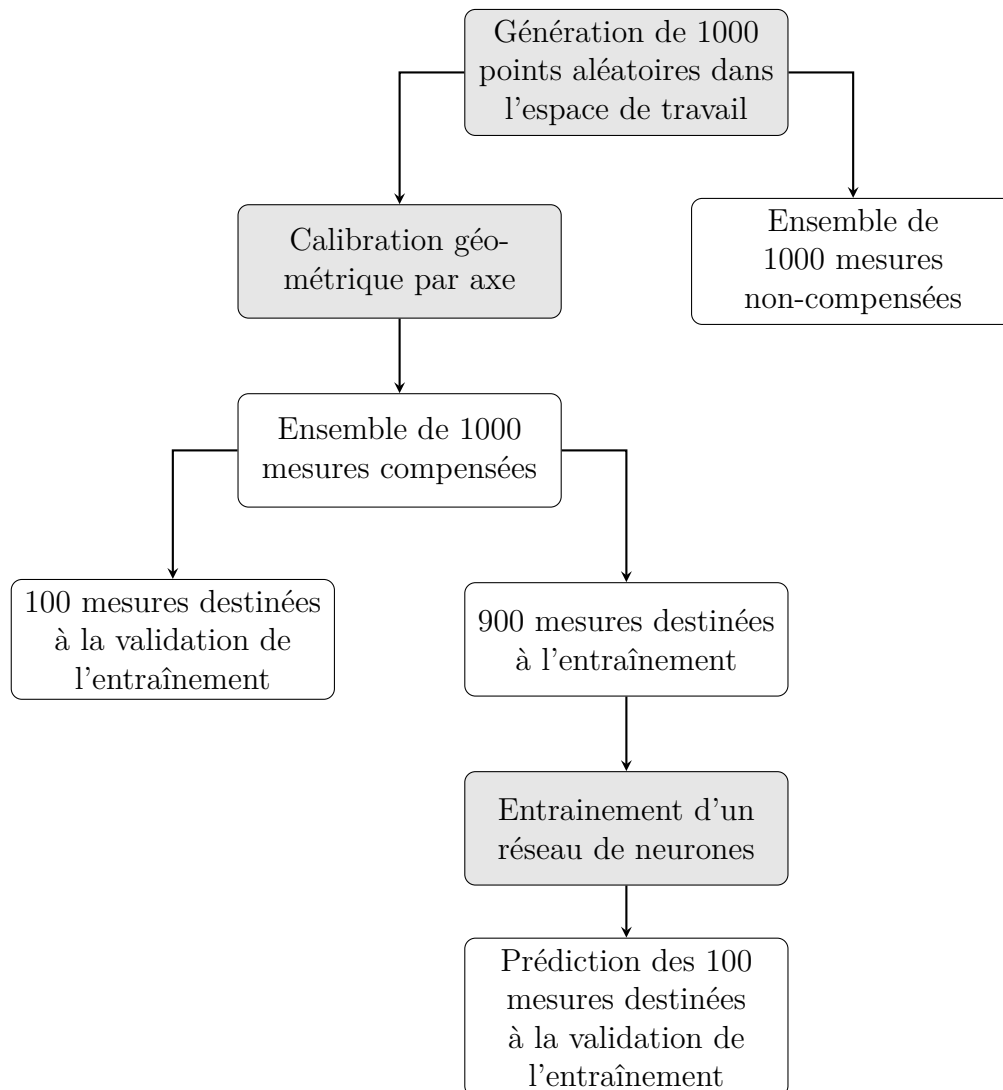 Génération de 1000
points aléatoires dans
l'espace de travail
Calibration géo-
métrique par axe
Ensemble de
1000 mesures
non-compensées
Ensemble de 1000
mesures compensées
100 mesures destinées
à la validation de
l'entraînement
900 mesures destinées
à l'entraînement
Entrainement d'un
réseau de neurones
Prédiction des 100
mesures destinées
à la validation de
l'entraînement